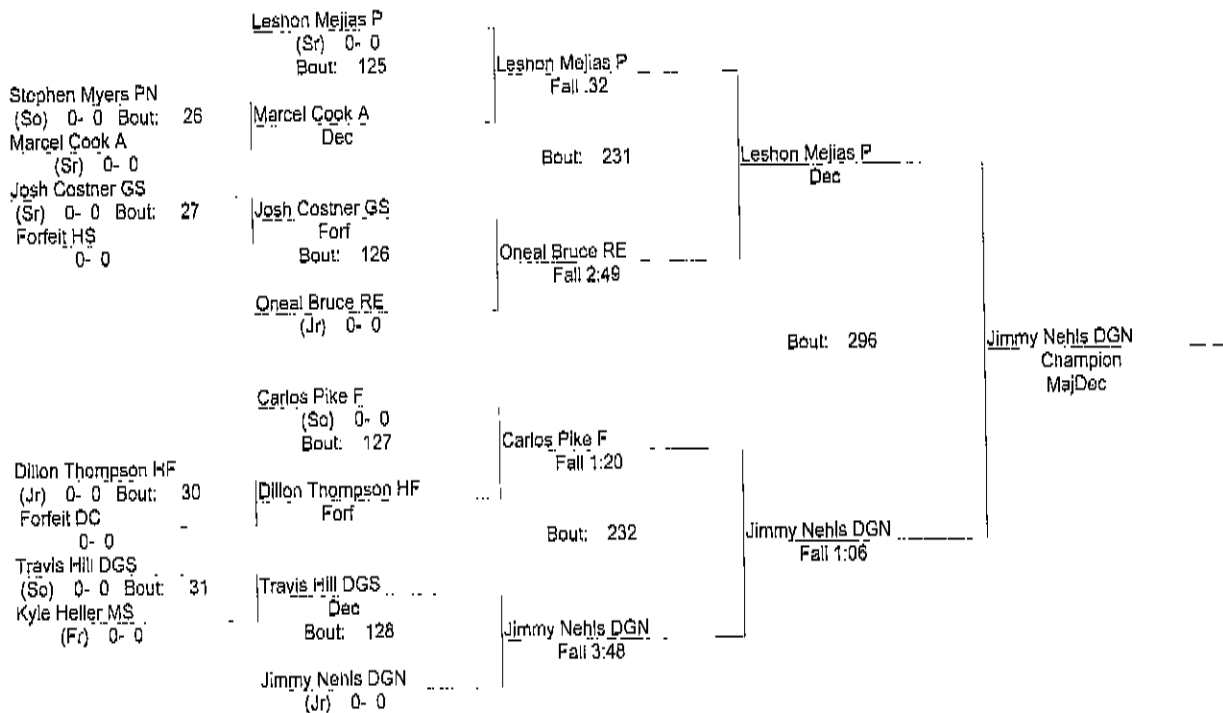 Leshon Mejias P
(Sr) 0- 0
Bout: 125
Stephen Myers PN
(So) 0- 0 Bout: 26
Marcel Cook A
(Sr) 0- 0
Marcel Cook A
Dec
Leshon Mejias P
Fall .32
Bout: 231
Josh Costner GS
(Sr) 0- 0 Bout: 27
Forfeit HS
0- 0
Josh Costner GS
Forf
Bout: 126
Oneal Bruce RE
(Jr) 0- 0
Oneal Bruce RE
Fall 2:49
Leshon Mejias P
Dec
Bout: 296
Jimmy Nehls DGN
Champion
MajDec
Carlos Pike F
(So) 0- 0
Bout: 127
Dillon Thompson HF
(Jr) 0- 0 Bout: 30
Forfeit DC
0- 0
Dillon Thompson HF
Forf
Carlos Pike F
Fall 1:20
Bout: 232
Travis Hill DGS
(So) 0- 0 Bout: 31
Kyle Heller MS
(Fr) 0- 0
Travis Hill DGS
Dec
Bout: 128
Jimmy Nehls DGN
(Jr) 0- 0
Jimmy Nehls DGN
Fall 3:48
Jimmy Nehls DGN
Fall 1:06